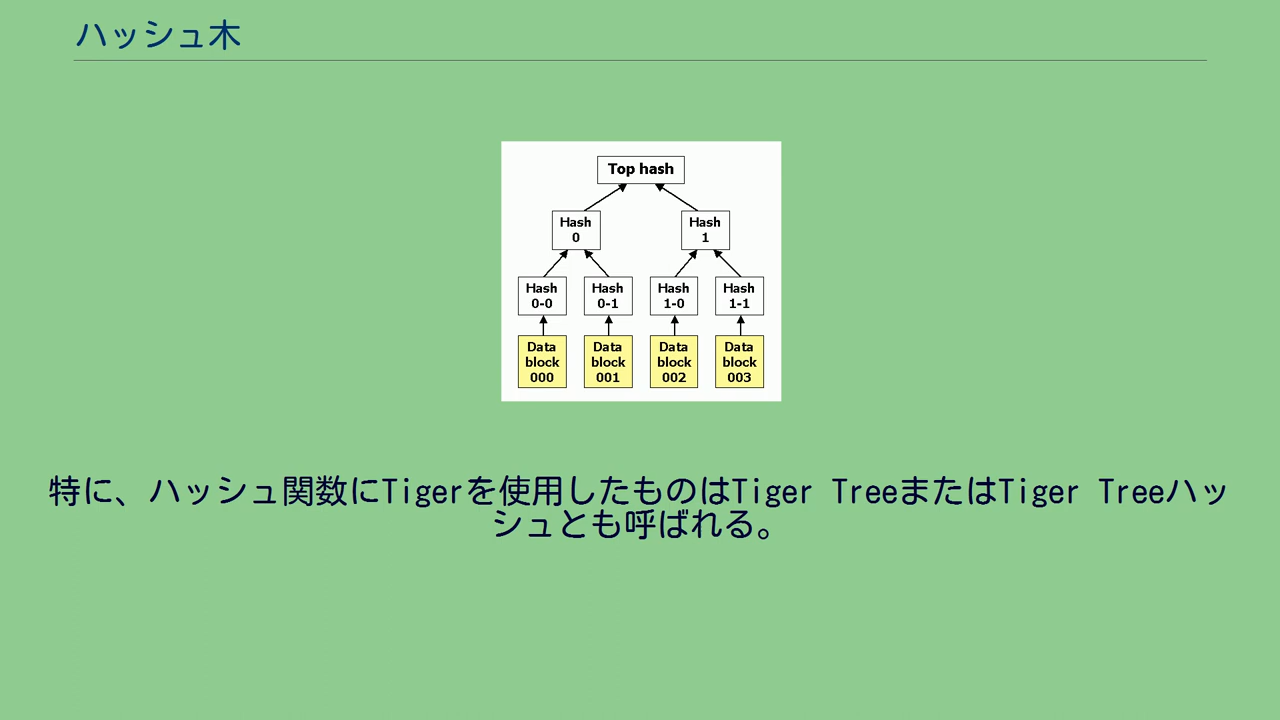 ハッシュ木
Top hash
Hash
0
Hash
1
Hash
0-0
Hash
0-1
Hash
1-0
Hash
1-1
Data
block
000
Data
block
001
Data
block
002
Data
block
003
特に、ハッシュ関数にTigerを使用したものはTiger TreeまたはTiger Treeハッ
シュとも呼ばれる。